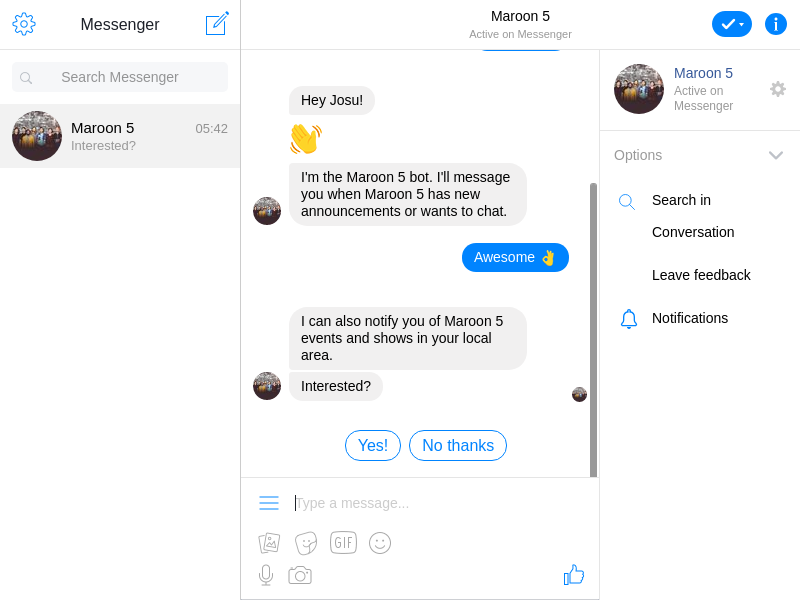 Messenger
Maroon 5
Active on Messenger
Search Messenger
Maroon 5
05:42
Interested?
Hey Josu!
I'm the Maroon 5 bot. I'll message
you when Maroon 5 has new
announcements or wants to chat.
Awesome 👌
I can also notify you of Maroon 5
events and shows in your local
area.
Interested?
Yes!
No thanks
Type a message...
GIF
Maroon 5
Active on
Messenger
Options
Search in
Conversation
Leave feedback
Notifications